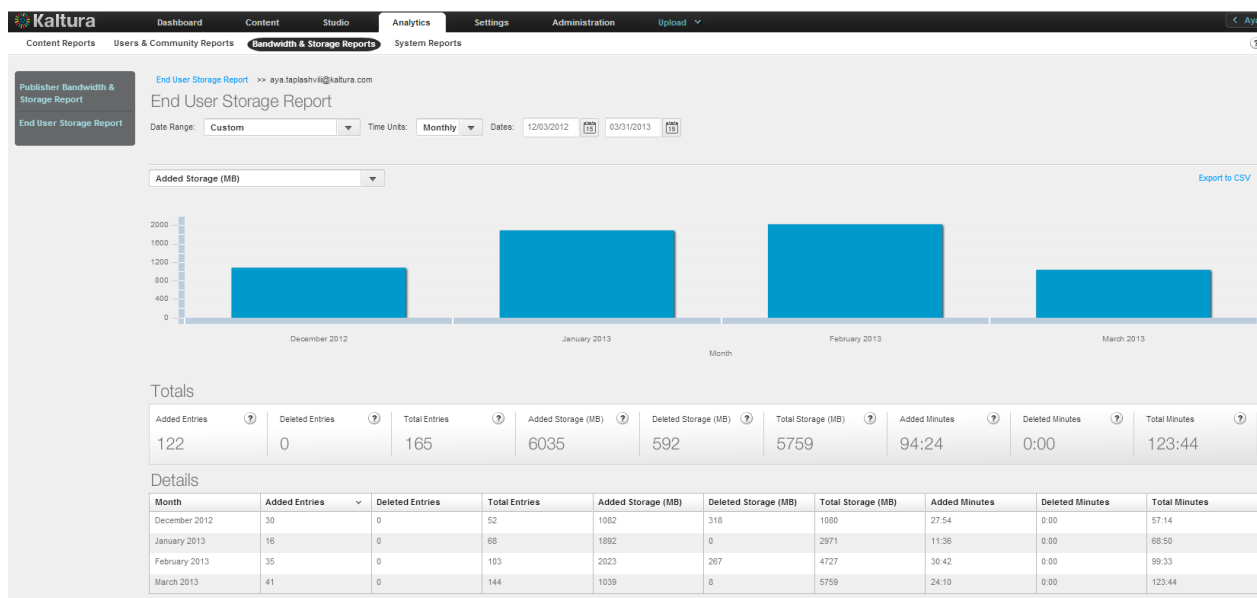 Kaltura Dashboard Content Studio Analytics Settings Administration Upload < Aya
Content Reports Users & Community Reports Bandwidth & Storage Reports System Reports ?
Publisher Bandwidth & Storage Report
End User Storage Report
End User Storage Report >> aya.taplashvili@kaltura.com
End User Storage Report
Date Range: Custom Time Units: Monthly Dates: 12/03/2012 15 03/31/2013 15
Added Storage (MB) Export to CSV
2000
1600
1200
800
400
0
December 2012 January 2013 February 2013 March 2013
Month
Totals
Added Entries ? Deleted Entries ? Total Entries ? Added Storage (MB) ? Deleted Storage (MB) ? Total Storage (MB) ? Added Minutes ? Deleted Minutes ? Total Minutes ?
122 0 165 6035 592 5759 94:24 0:00 123:44
Details
Month Added Entries Deleted Entries Total Entries Added Storage (MB) Deleted Storage (MB) Total Storage (MB) Added Minutes Deleted Minutes Total Minutes
December 2012 30 0 52 1082 318 1080 27:54 0:00 57:14
January 2013 16 0 68 1892 0 2971 11:36 0:00 68:50
February 2013 35 0 103 2023 267 4727 30:42 0:00 99:33
March 2013 41 0 144 1039 8 5759 24:10 0:00 123:44